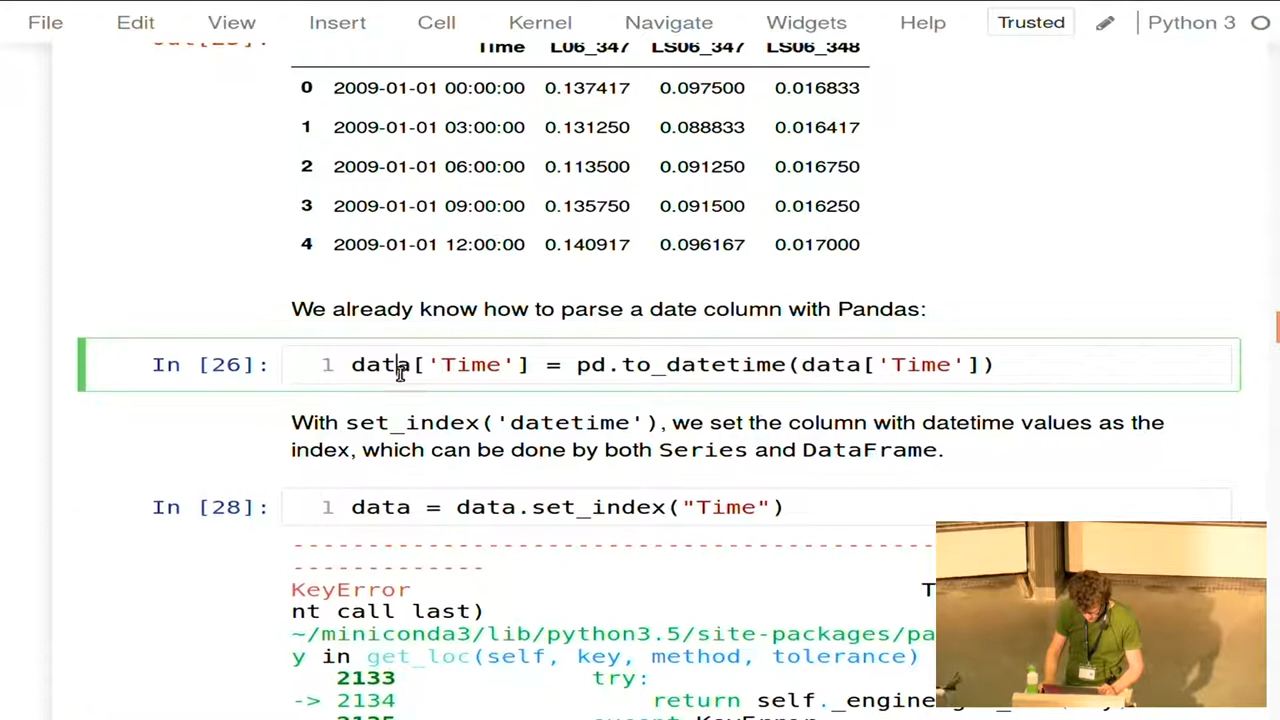 File Edit View Insert Cell Kernel Navigate Widgets Help Trusted Python 3
Time L06_347 LS06_347 LS06_348
0 2009-01-01 00:00:00 0.137417 0.097500 0.016833
1 2009-01-01 03:00:00 0.131250 0.088833 0.016417
2 2009-01-01 06:00:00 0.113500 0.091250 0.016750
3 2009-01-01 09:00:00 0.135750 0.091500 0.016250
4 2009-01-01 12:00:00 0.140917 0.096167 0.017000
We already know how to parse a date column with Pandas:
In [26]: 1 data['Time'] = pd.to_datetime(data['Time'])
With set_index('datetime'), we set the column with datetime values as the
index, which can be done by both Series and DataFrame.
In [28]: 1 data = data.set_index("Time")
---------------------------------------
-------------
KeyError T
nt call last)
~/miniconda3/lib/python3.5/site-packages/pa
y in get_loc(self, key, method, tolerance)
2133 try:
-> 2134 return self._engine